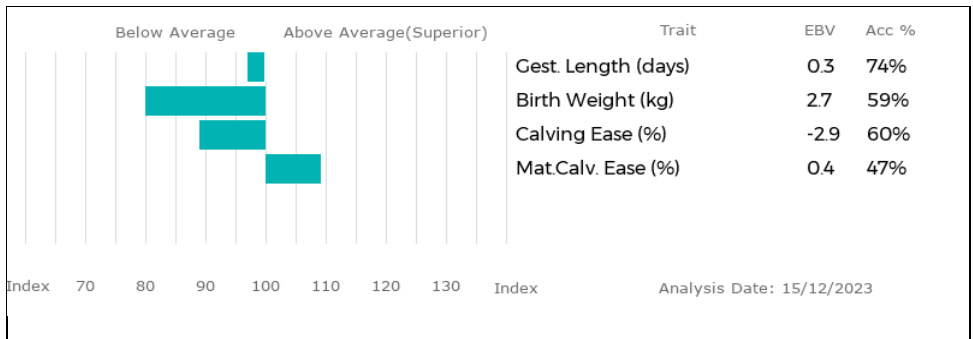 Below Average Above Average(Superior) Trait EBV Acc %
Gest. Length (days) 0.3 74%
Birth Weight (kg) 2.7 59%
Calving Ease (%) -2.9 60%
Mat.Calv. Ease (%) 0.4 47%
Index 70 80 90 100 110 120 130 Index Analysis Date: 15/12/2023